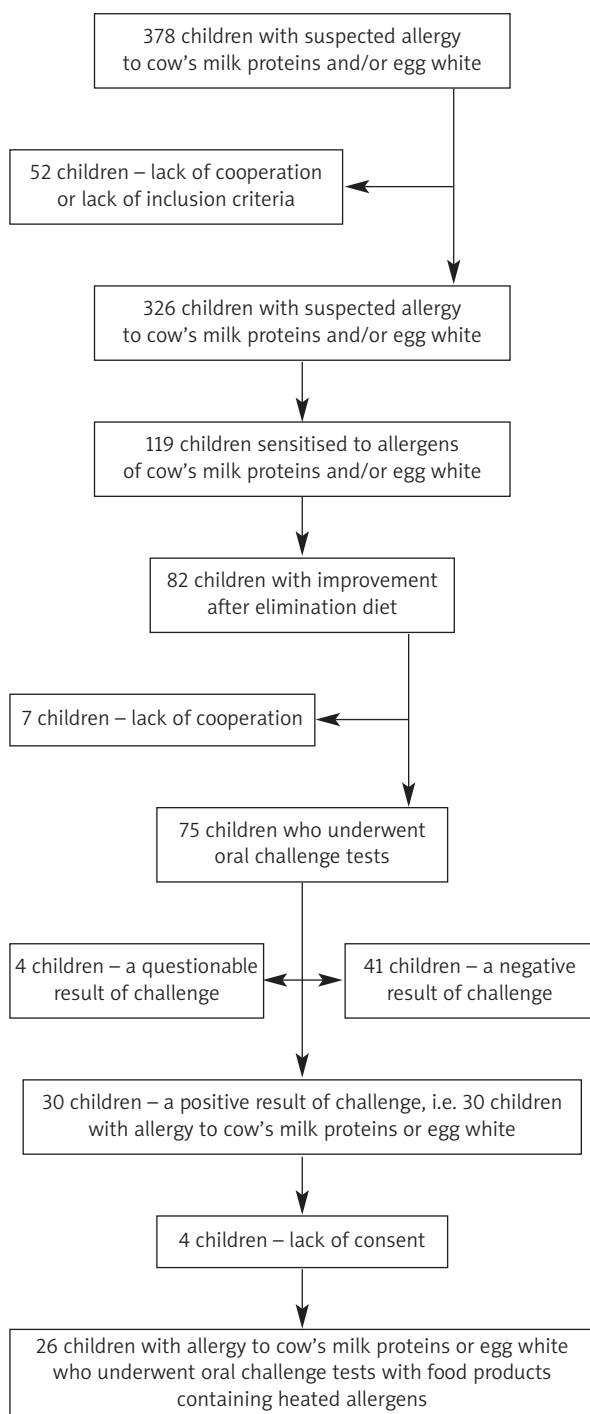 378 children with suspected allergy
to cow's milk proteins and/or egg white
52 children – lack of cooperation
or lack of inclusion criteria
326 children with suspected allergy
to cow's milk proteins and/or egg white
119 children sensitised to allergens
of cow's milk proteins and/or egg white
82 children with improvement
after elimination diet
7 children – lack of cooperation
75 children who underwent
oral challenge tests
4 children – a questionable
result of challenge
41 children – a negative
result of challenge
30 children – a positive result of challenge, i.e. 30 children
with allergy to cow's milk proteins or egg white
4 children – lack of consent
26 children with allergy to cow's milk proteins or egg white
who underwent oral challenge tests with food products
containing heated allergens